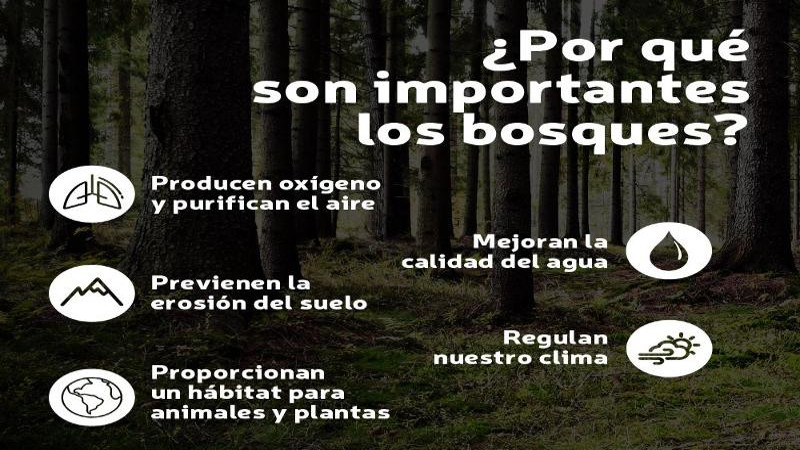 ¿Por qué
son importantes
los bosques?
Producen oxígeno
y purifican el aire
Previenen la
erosión del suelo
Proporcionan
un hábitat para
animales y plantas
Mejoran la
calidad del agua
Regulan
nuestro clima